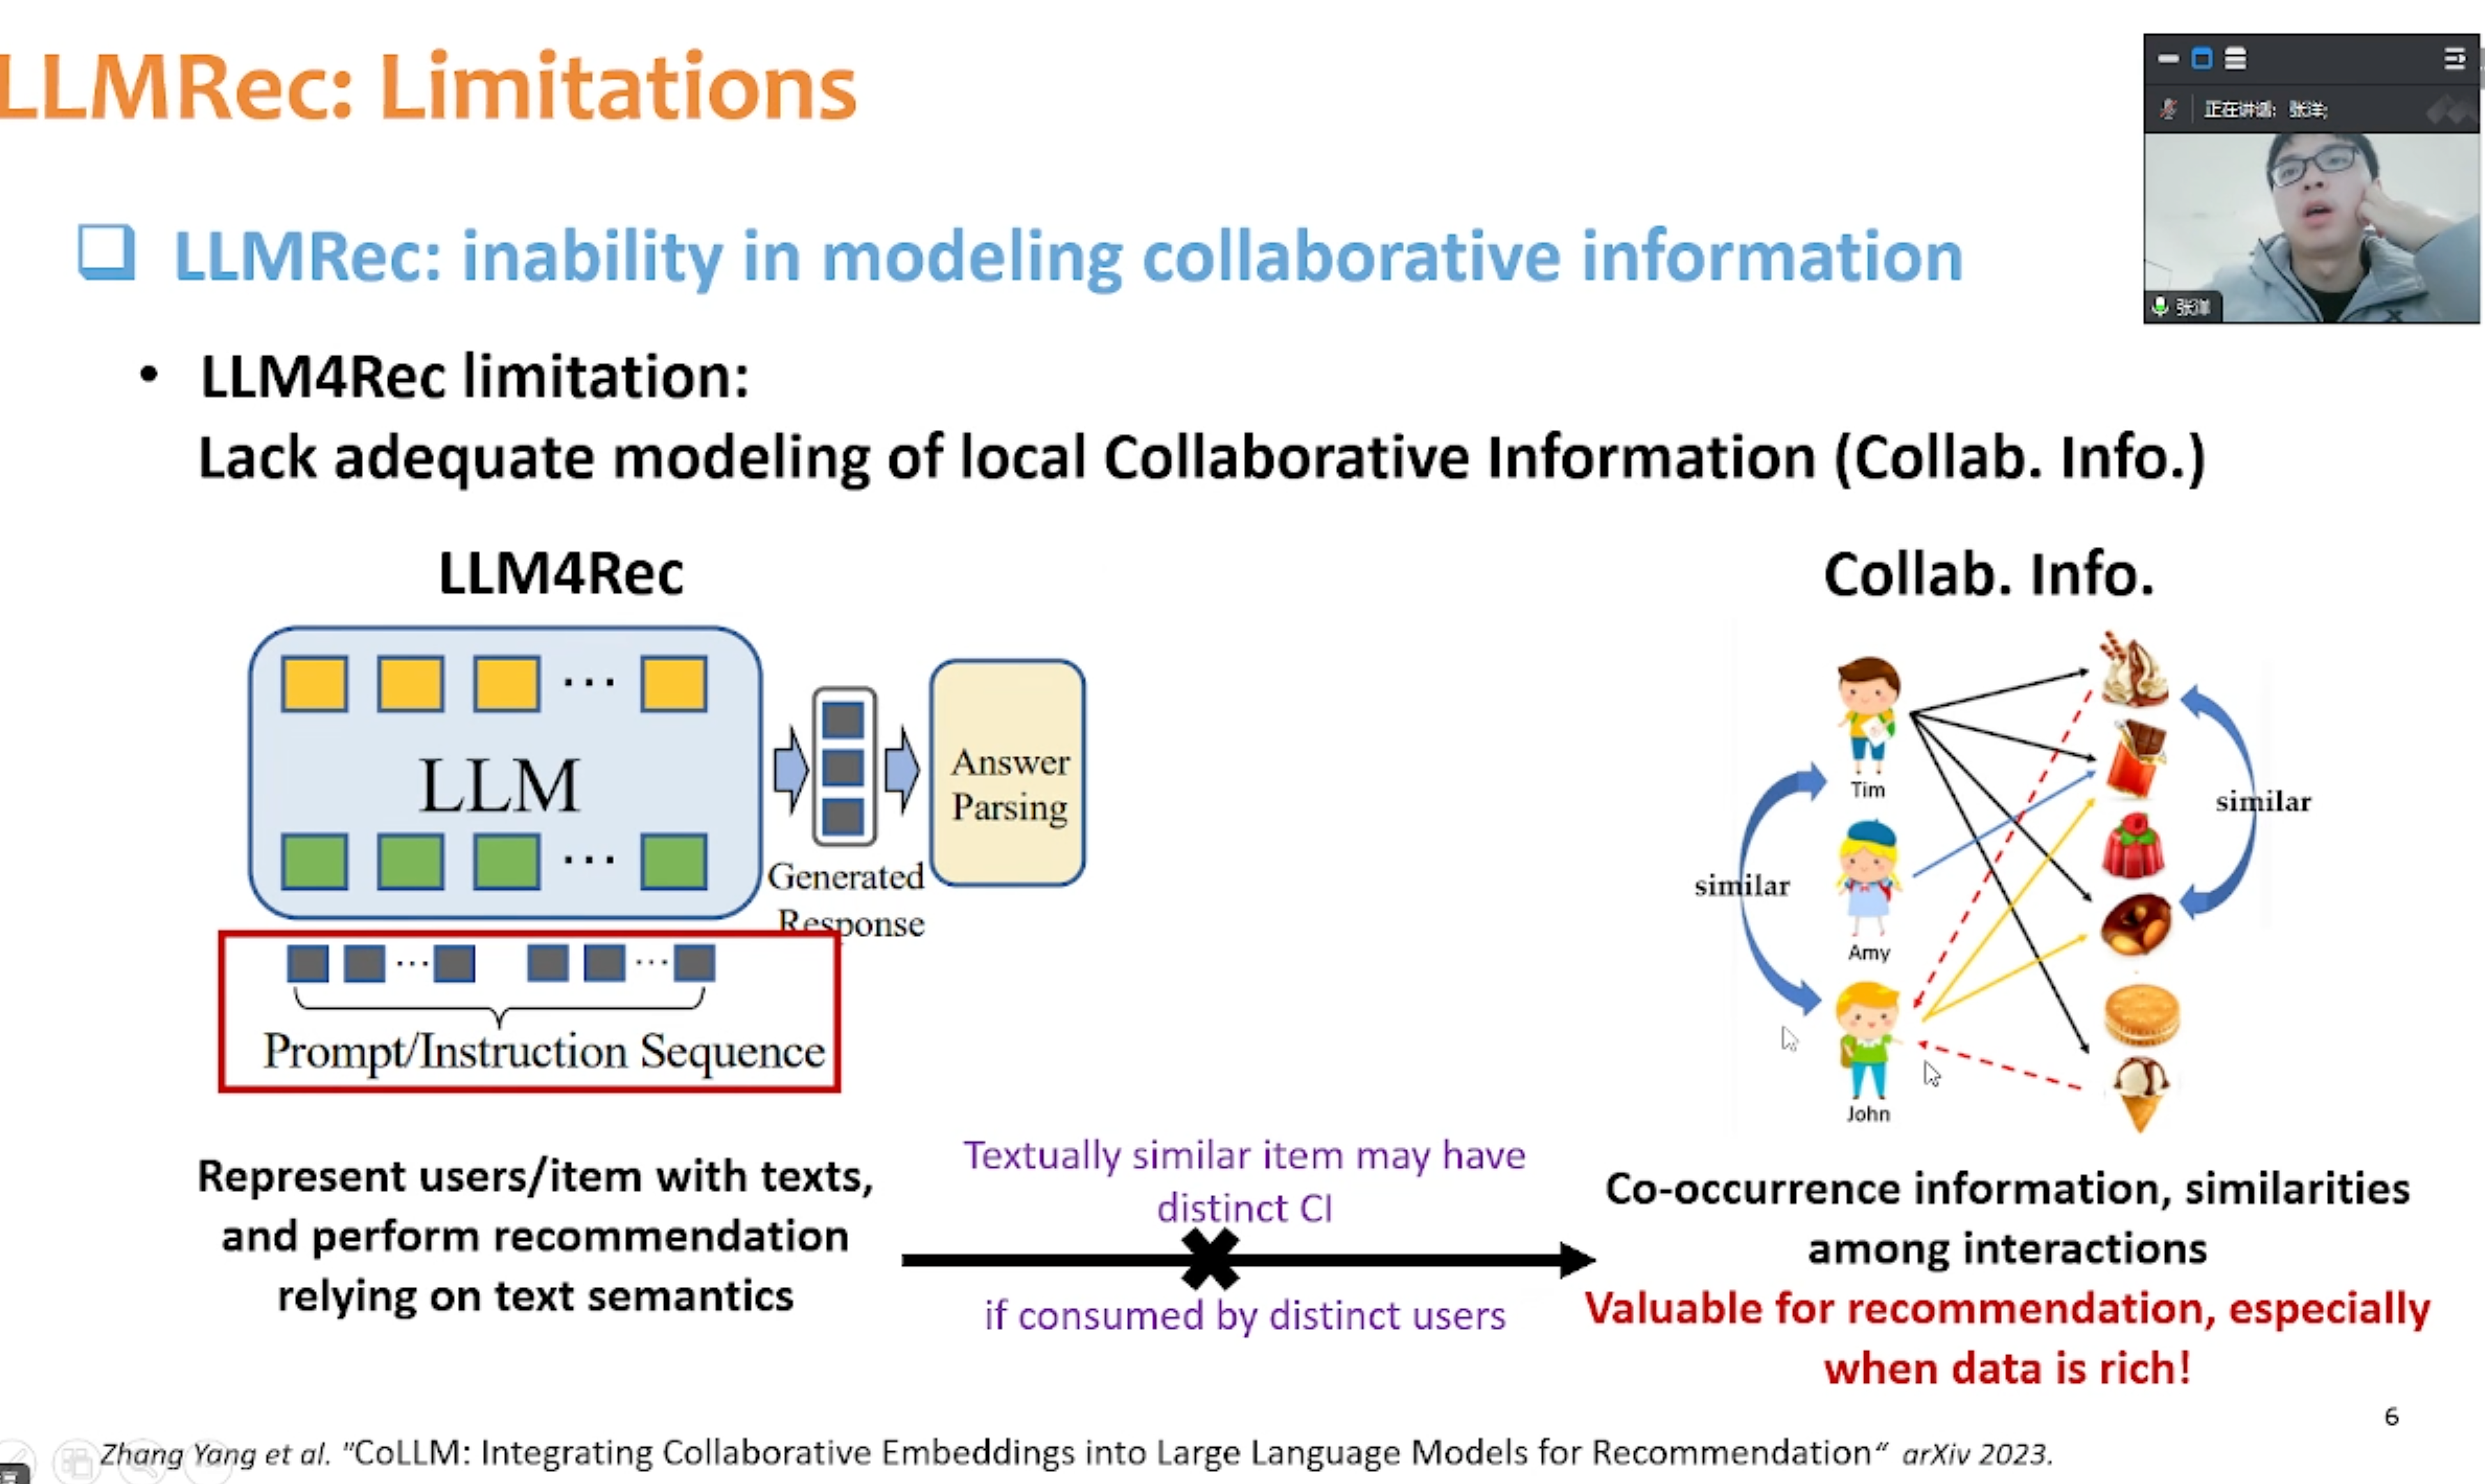 LLMRec: Limitations
正在讲话: 张洋;
张洋
LLMRec: inability in modeling collaborative information
• LLM4Rec limitation:
Lack adequate modeling of local Collaborative Information (Collab. Info.)
LLM4Rec
LLM
Generated
Response
Answer
Parsing
Prompt/Instruction Sequence
Collab. Info.
Tim
Amy
John
similar
similar
Represent users/item with texts,
and perform recommendation
relying on text semantics
Textually similar item may have
distinct CI
if consumed by distinct users
Co-occurrence information, similarities
among interactions
Valuable for recommendation, especially
when data is rich!
6
Zhang Yang et al. "CoLLM: Integrating Collaborative Embeddings into Large Language Models for Recommendation“ arXiv 2023.